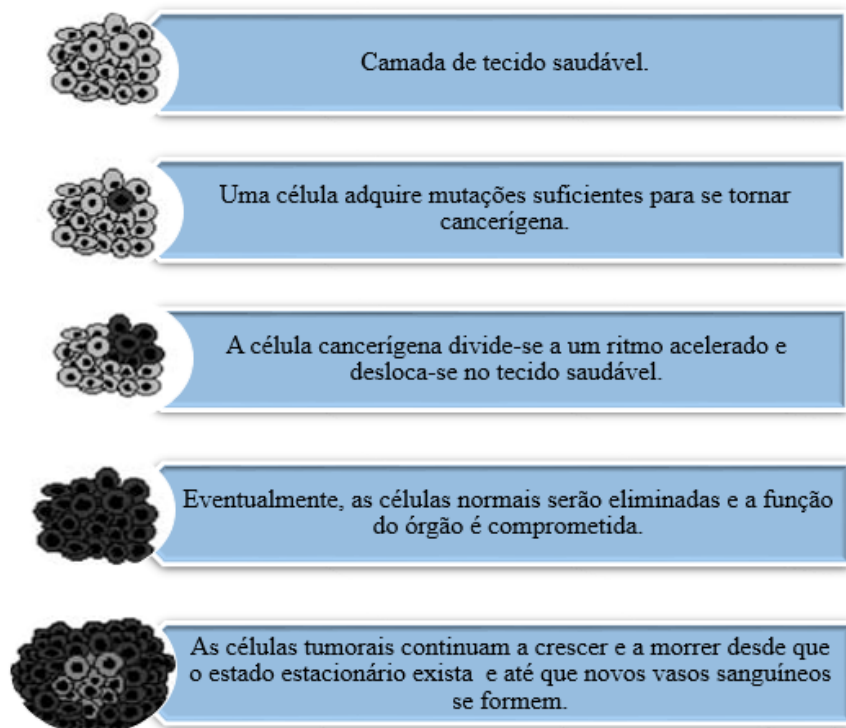 Camada de tecido saudável.
Uma célula adquire mutações suficientes para se tornar
cancerígena.
A célula cancerígena divide-se a um ritmo acelerado e
desloca-se no tecido saudável.
Eventualmente, as células normais serão eliminadas e a função
do órgão é comprometida.
As células tumorais continuam a crescer e a morrer desde que
o estado estacionário exista e até que novos vasos sanguíneos
se formem.